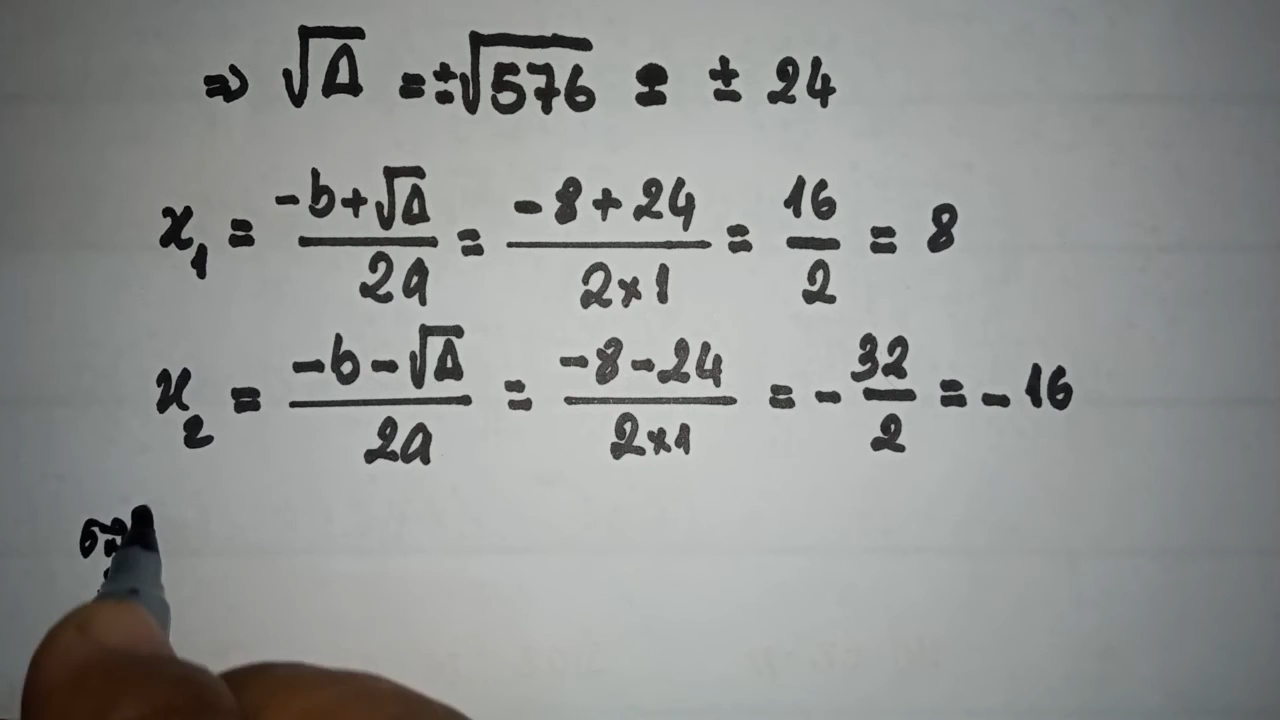 ⇒ √Δ = ±√576 = ± 24
x₁ = (-b+√Δ)/(2a) = (-8+24)/(2×1) = 16/2 = 8
x₂ = (-b-√Δ)/(2a) = (-8-24)/(2×1) = -32/2 = -16